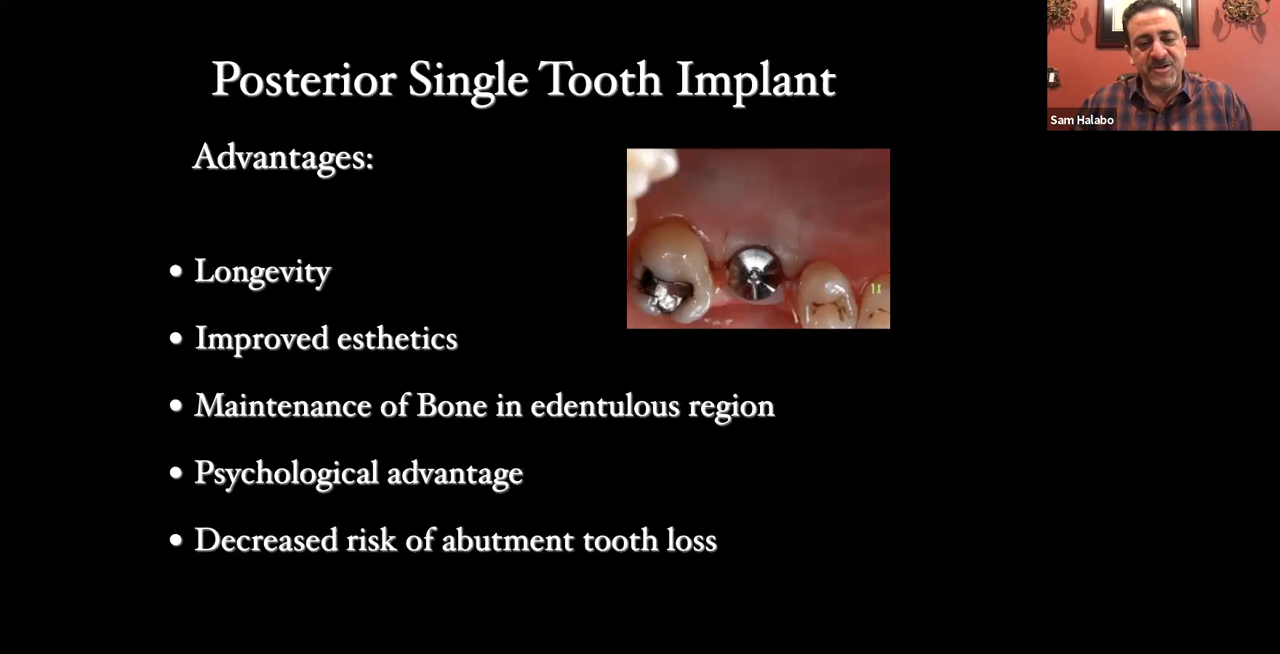 Posterior Single Tooth Implant
Sam Halabo
Advantages:
• Longevity
• Improved esthetics
• Maintenance of Bone in edentulous region
• Psychological advantage
• Decreased risk of abutment tooth loss